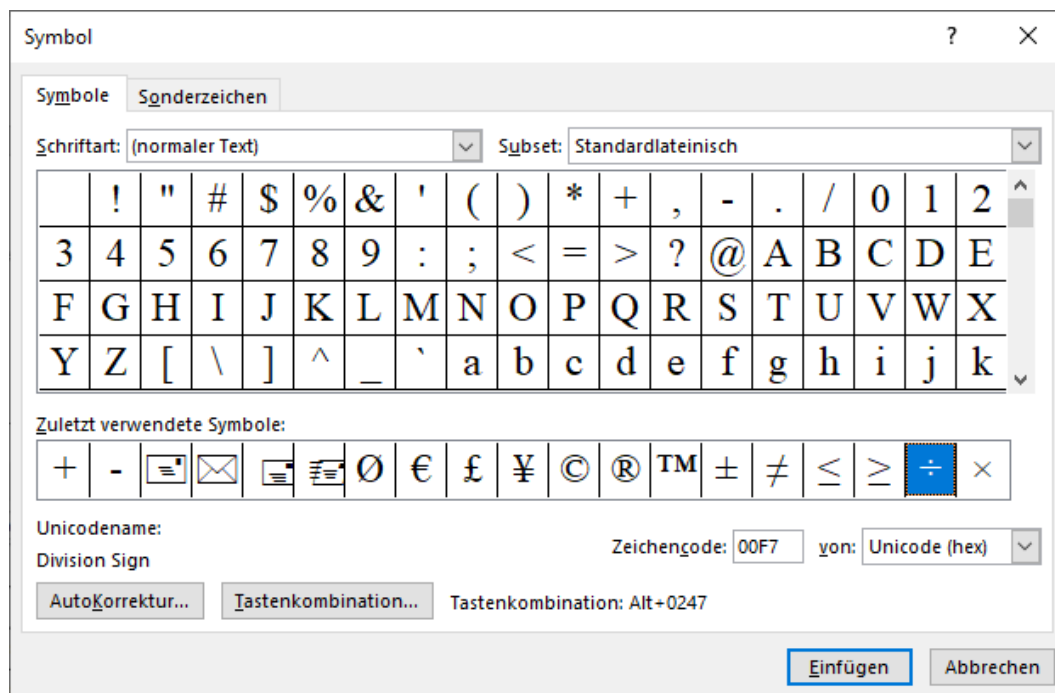 Symbol ? ×
Symbole Sonderzeichen
Schriftart: (normaler Text) Subset: Standardlateinisch
! " # $ % & ' ( ) * + , - . / 0 1 2
3 4 5 6 7 8 9 : ; < = > ? @ A B C D E
F G H I J K L M N O P Q R S T U V W X
Y Z [ \ ] ^ _ ` a b c d e f g h i j k
Zuletzt verwendete Symbole:
+ - Ø € £ ¥ © ® ™ ± ≠ ≤ ≥ ÷ ×
Unicodename:
Division Sign
Zeichencode: 00F7 von: Unicode (hex)
AutoKorrektur... Tastenkombination... Tastenkombination: Alt+0247
Einfügen Abbrechen